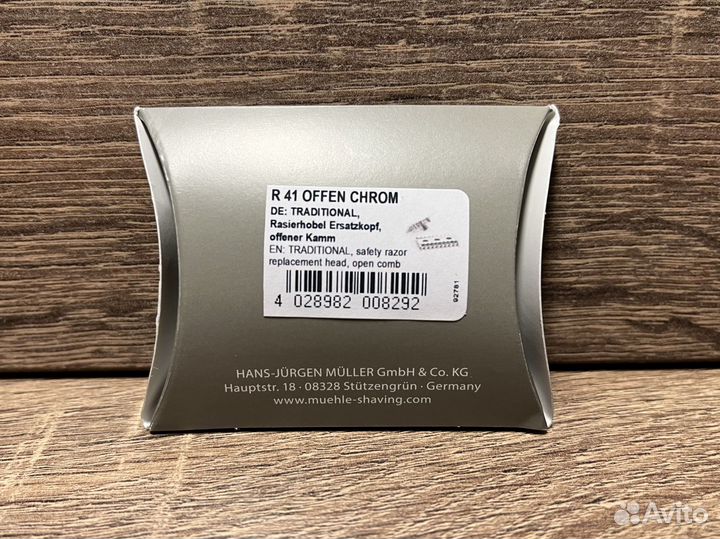 R 41 OFFEN CHROM
DE: TRADITIONAL,
Rasierhobel Ersatzkopf,
offener Kamm
EN: TRADITIONAL, safety razor
replacement head, open comb
4 028982 008292
92781
HANS-JÜRGEN MÜLLER GmbH & Co. KG
Hauptstr. 18 · 08328 Stützengrün · Germany
www.muehle-shaving.com
Avito